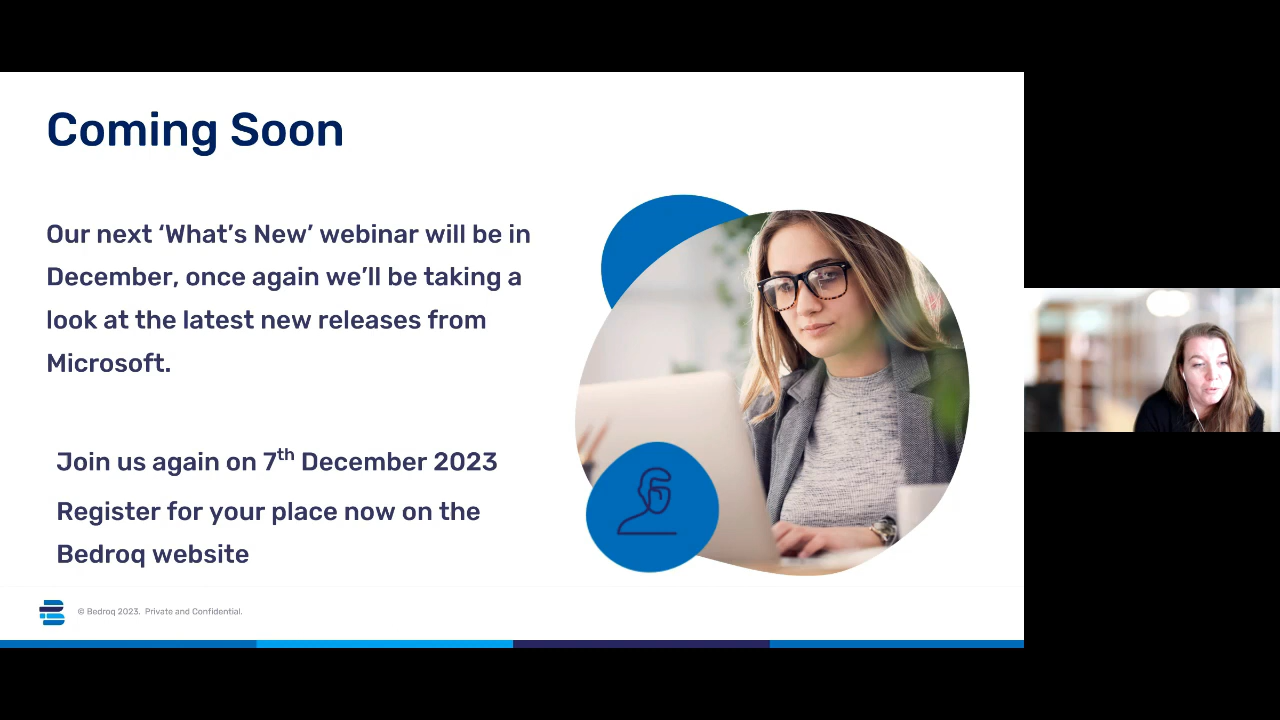 Coming Soon
Our next ‘What’s New’ webinar will be in
December, once again we’ll be taking a
look at the latest new releases from
Microsoft.
Join us again on 7th December 2023
Register for your place now on the
Bedroq website
© Bedroq 2023. Private and Confidential.